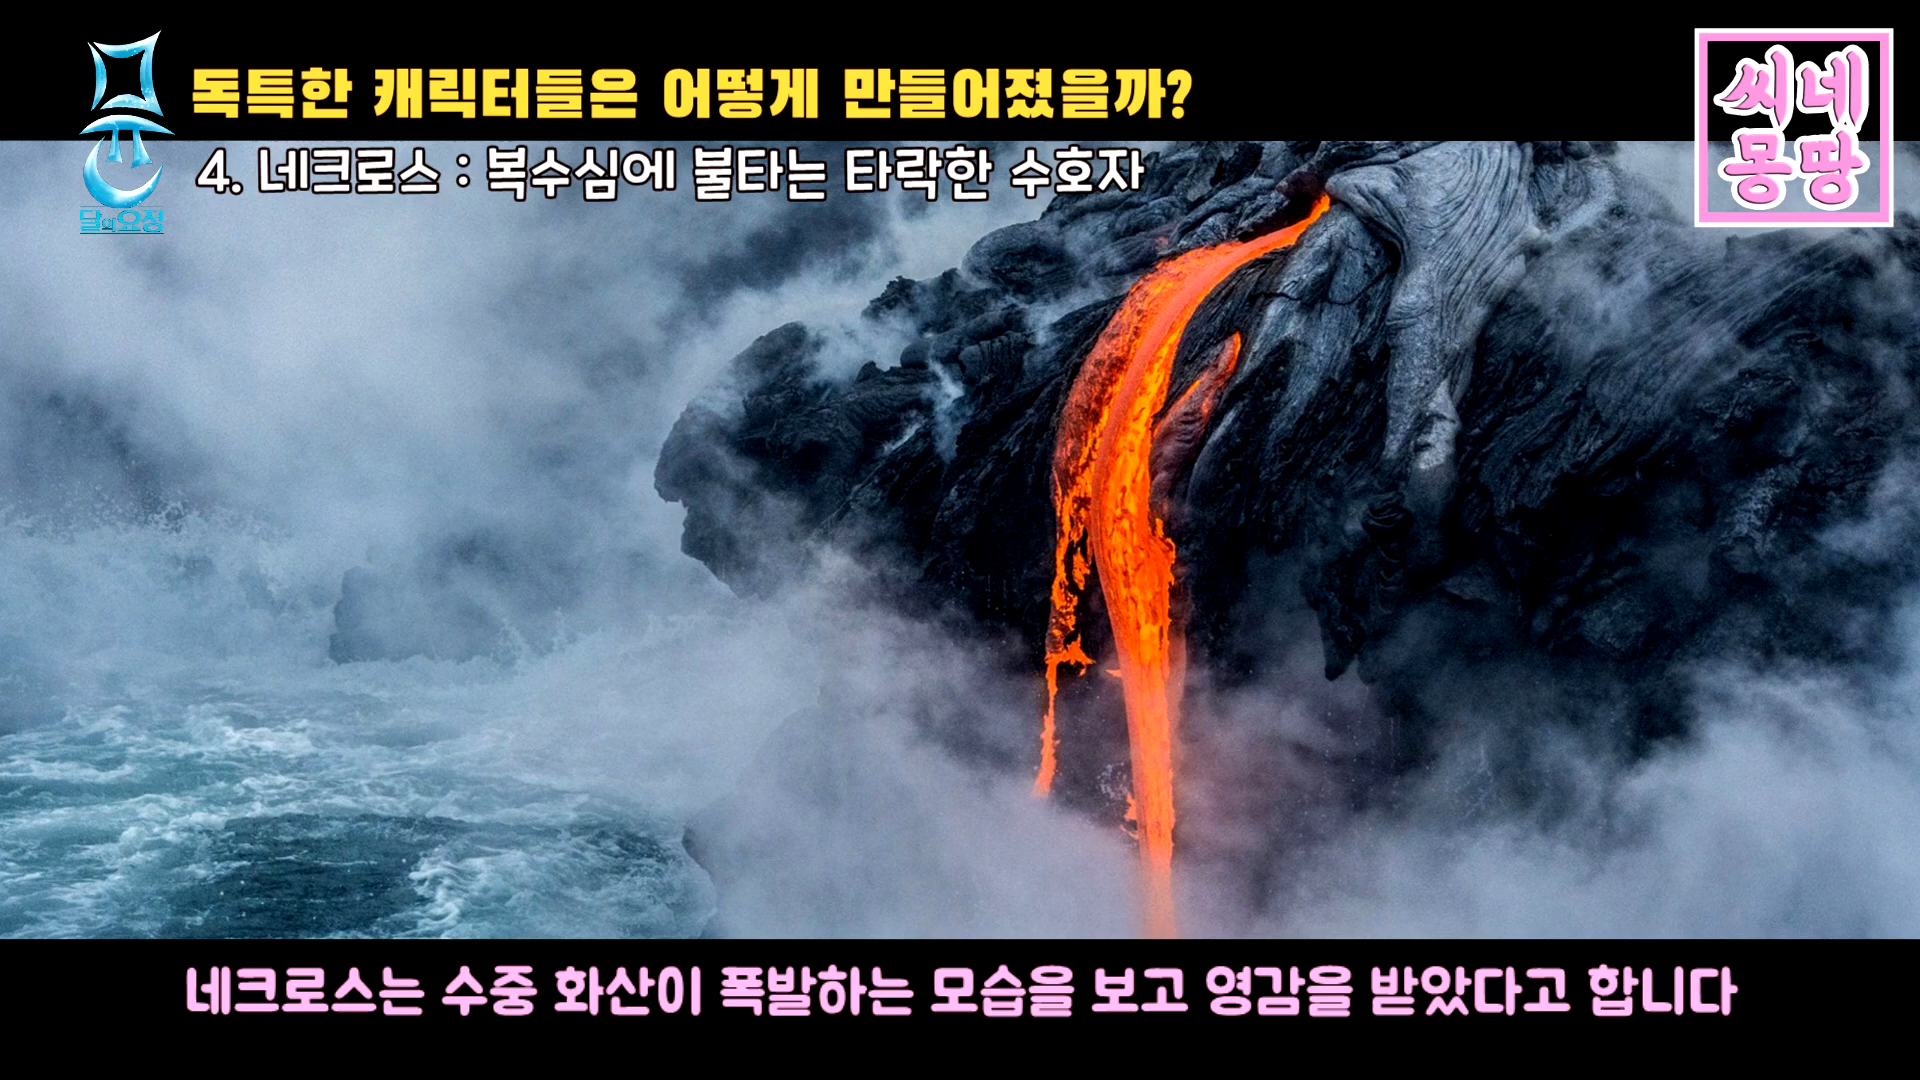 독특한 캐릭터들은 어떻게 만들어졌을까?
4. 네크로스 : 복수심에 불타는 타락한 수호자
뮨
달의요정
씨네
몽땅
네크로스는 수중 화산이 폭발하는 모습을 보고 영감을 받았다고 합니다